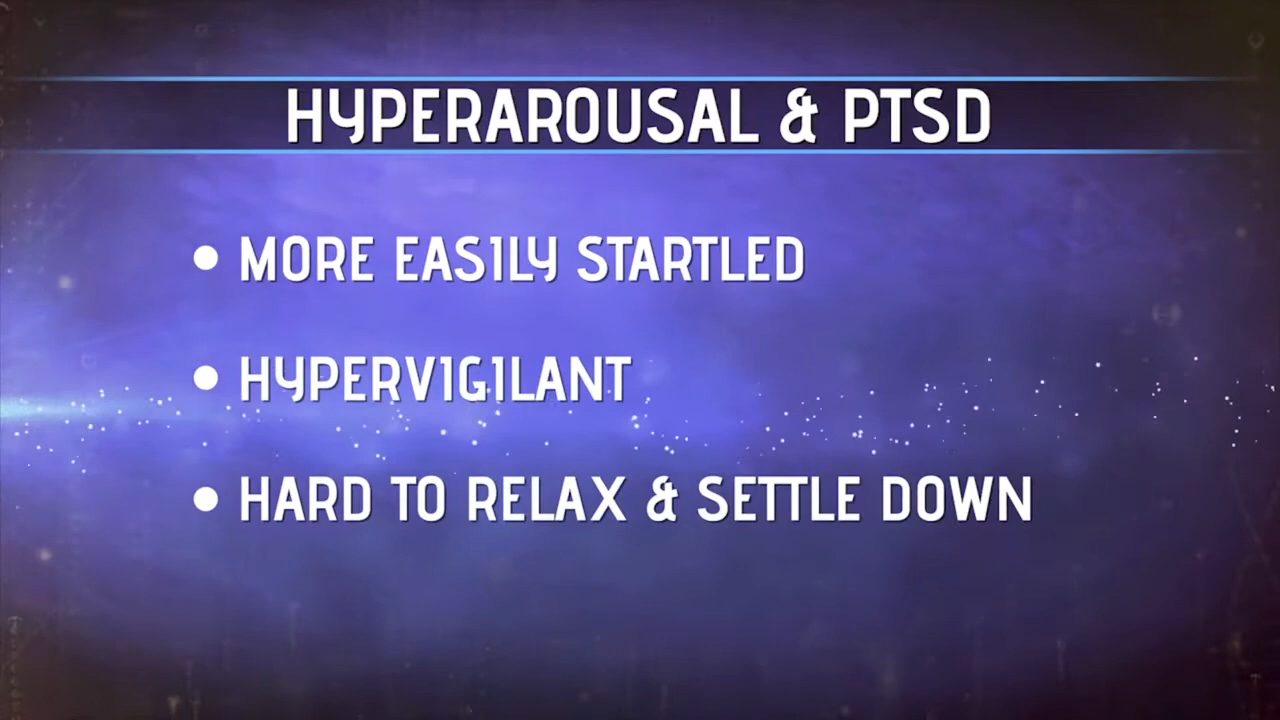 HYPERAROUSAL & PTSD
• MORE EASILY STARTLED
• HYPERVIGILANT
• HARD TO RELAX & SETTLE DOWN